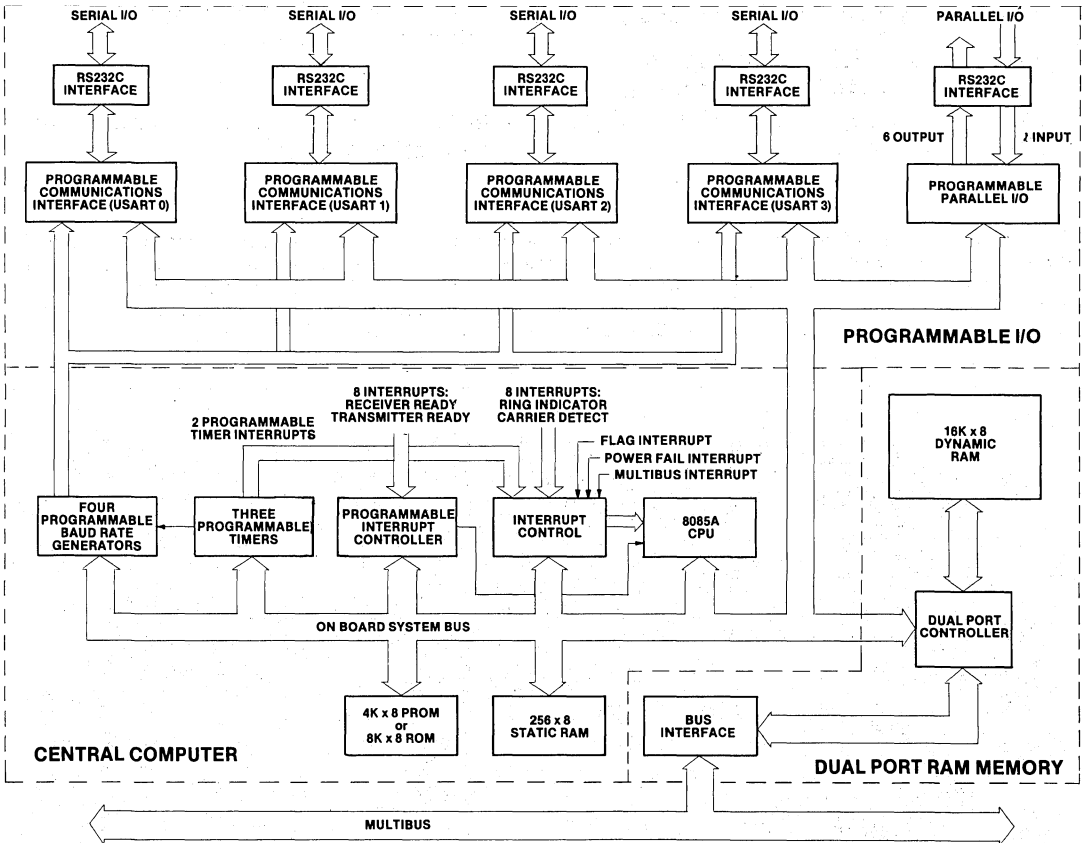 SERIAL I/O
SERIAL I/O
SERIAL I/O
SERIAL I/O
PARALLEL I/O
RS232C
INTERFACE
RS232C
INTERFACE
RS232C
INTERFACE
RS232C
INTERFACE
RS232C
INTERFACE
6 OUTPUT
INPUT
PROGRAMMABLE
COMMUNICATIONS
INTERFACE (USART 0)
PROGRAMMABLE
COMMUNICATIONS
INTERFACE (USART 1)
PROGRAMMABLE
COMMUNICATIONS
INTERFACE (USART 2)
PROGRAMMABLE
COMMUNICATIONS
INTERFACE (USART 3)
PROGRAMMABLE
PARALLEL I/O
PROGRAMMABLE I/O
2 PROGRAMMABLE
TIMER INTERRUPTS
8 INTERRUPTS:
RECEIVER READY
TRANSMITTER READY
8 INTERRUPTS:
RING INDICATOR
CARRIER DETECT
FLAG INTERRUPT
POWER FAIL INTERRUPT
MULTIBUS INTERRUPT
16K x 8
DYNAMIC
RAM
FOUR
PROGRAMMABLE
BAUD RATE
GENERATORS
THREE
PROGRAMMABLE
TIMERS
PROGRAMMABLE
INTERRUPT
CONTROLLER
INTERRUPT
CONTROL
8085A
CPU
ON BOARD SYSTEM BUS
DUAL PORT
CONTROLLER
4K x 8 PROM
or
8K x 8 ROM
256 x 8
STATIC RAM
BUS
INTERFACE
CENTRAL COMPUTER
DUAL PORT RAM MEMORY
MULTIBUS